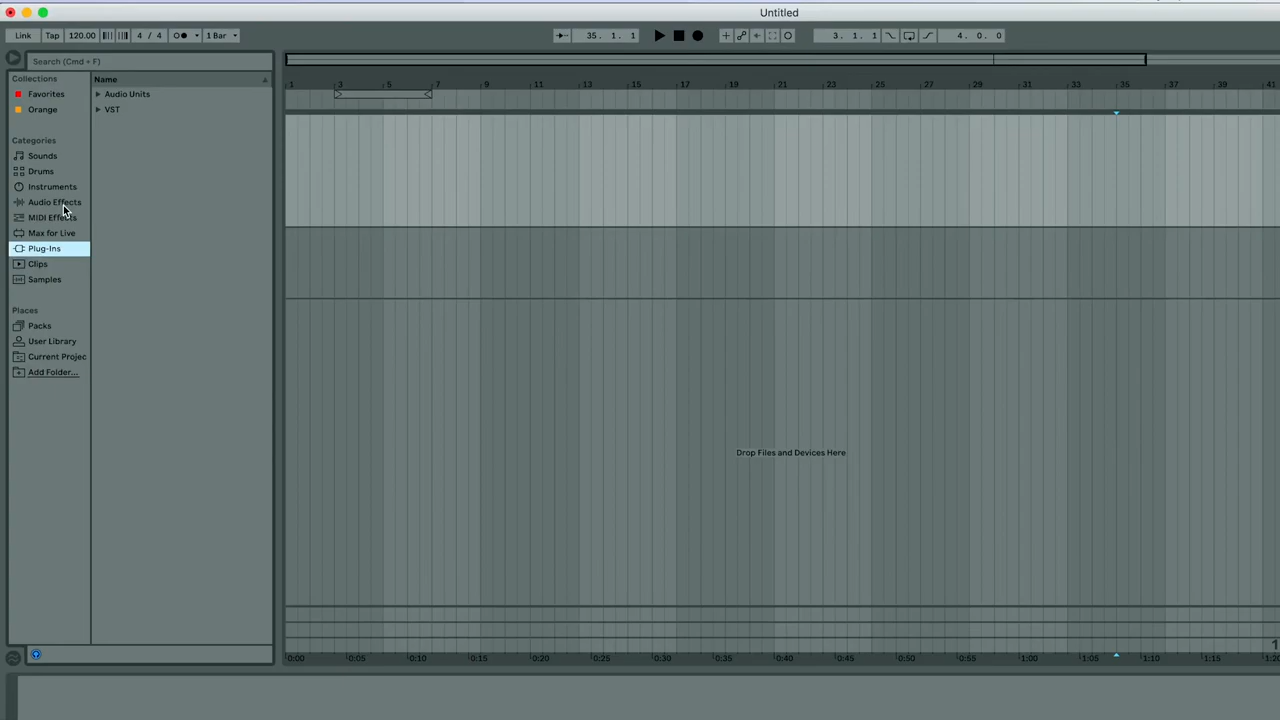 Untitled
Link Tap 120.00 4 / 4 1 Bar 35. 1. 1 3. 1. 1 4. 0. 0
Search (Cmd + F)
Collections
Favorites
Orange
Categories
Sounds
Drums
Instruments
Audio Effects
MIDI Effects
Max for Live
Plug-Ins
Clips
Samples
Places
Packs
User Library
Current Projec
Add Folder...
Name
Audio Units
VST
1 3 5 7 9 11 13 15 17 19 21 23 25 27 29 31 33 35 37 39 41
Drop Files and Devices Here
0:00 0:05 0:10 0:15 0:20 0:25 0:30 0:35 0:40 0:45 0:50 0:55 1:00 1:05 1:10 1:15 1:20